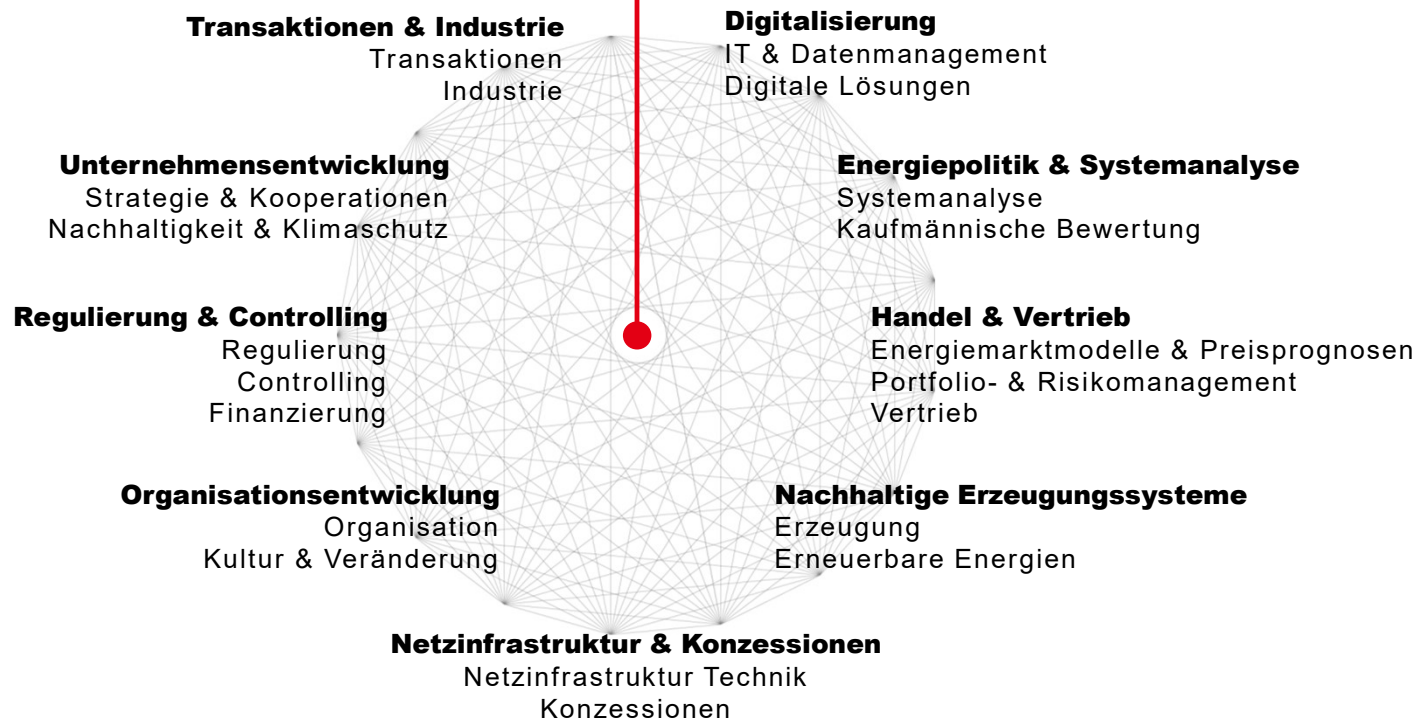 Transaktionen & Industrie
Transaktionen
Industrie
Digitalisierung
IT & Datenmanagement
Digitale Lösungen
Unternehmensentwicklung
Strategie & Kooperationen
Nachhaltigkeit & Klimaschutz
Energiepolitik & Systemanalyse
Systemanalyse
Kaufmännische Bewertung
Regulierung & Controlling
Regulierung
Controlling
Finanzierung
Handel & Vertrieb
Energiemarktmodelle & Preisprognosen
Portfolio- & Risikomanagement
Vertrieb
Organisationsentwicklung
Organisation
Kultur & Veränderung
Nachhaltige Erzeugungssysteme
Erzeugung
Erneuerbare Energien
Netzinfrastruktur & Konzessionen
Netzinfrastruktur Technik
Konzessionen